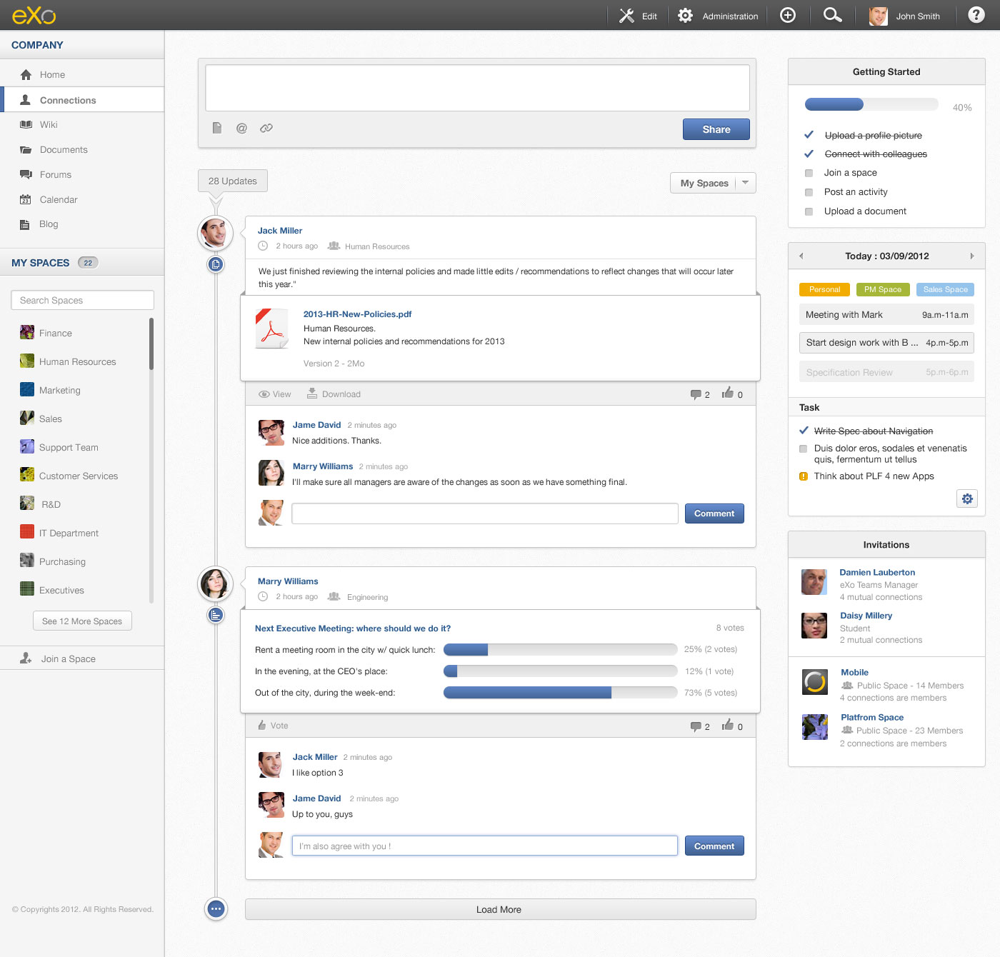 eXo
Edit
Administration
John Smith
?
COMPANY
Home
Connections
Wiki
Documents
Forums
23
Calendar
Blog
MY SPACES 22
Search Spaces
Finance
Human Resources
Marketing
Sales
Support Team
Customer Services
R&D
IT Department
Purchasing
Executives
See 12 More Spaces
Join a Space
© Copyrights 2012. All Rights Reserved.
@
Share
28 Updates
My Spaces
Jack Miller
2 hours ago Human Resources
We just finished reviewing the internal policies and made little edits / recommendations to reflect changes that will occur later
this year."
2013-HR-New-Policies.pdf
Human Resources.
New internal policies and recommendations for 2013
Version 2 - 2Mo
View Download 2 0
Jame David 2 minutes ago
Nice additions. Thanks.
Marry Williams 2 minutes ago
I'll make sure all managers are aware of the changes as soon as we have something final.
Comment
Marry Williams
2 hours ago Engineering
Next Executive Meeting: where should we do it? 8 votes
Rent a meeting room in the city w/ quick lunch: 25% (2 votes)
In the evening, at the CEO's place: 12% (1 vote)
Out of the city, during the week-end: 73% (5 votes)
Vote 2 0
Jack Miller 2 minutes ago
I like option 3
Jame David 2 minutes ago
Up to you, guys
I'm also agree with you !
Comment
Load More
Getting Started
40%
Upload a profile picture
Connect with colleagues
Join a space
Post an activity
Upload a document
Today : 03/09/2012
Personal PM Space Sales Space
Meeting with Mark 9a.m-11a.m
Start design work with B ... 4p.m-5p.m
Specification Review 5p.m-6p.m
Task
Write Spec about Navigation
Duis dolor eros, sodales et venenatis
quis, fermentum ut tellus
Think about PLF 4 new Apps
Invitations
Damien Lauberton
eXo Teams Manager
4 mutual connections
Daisy Millery
Student
2 mutual connections
Mobile
Public Space - 14 Members
4 connections are members
Platfrom Space
Public Space - 23 Members
2 connections are members